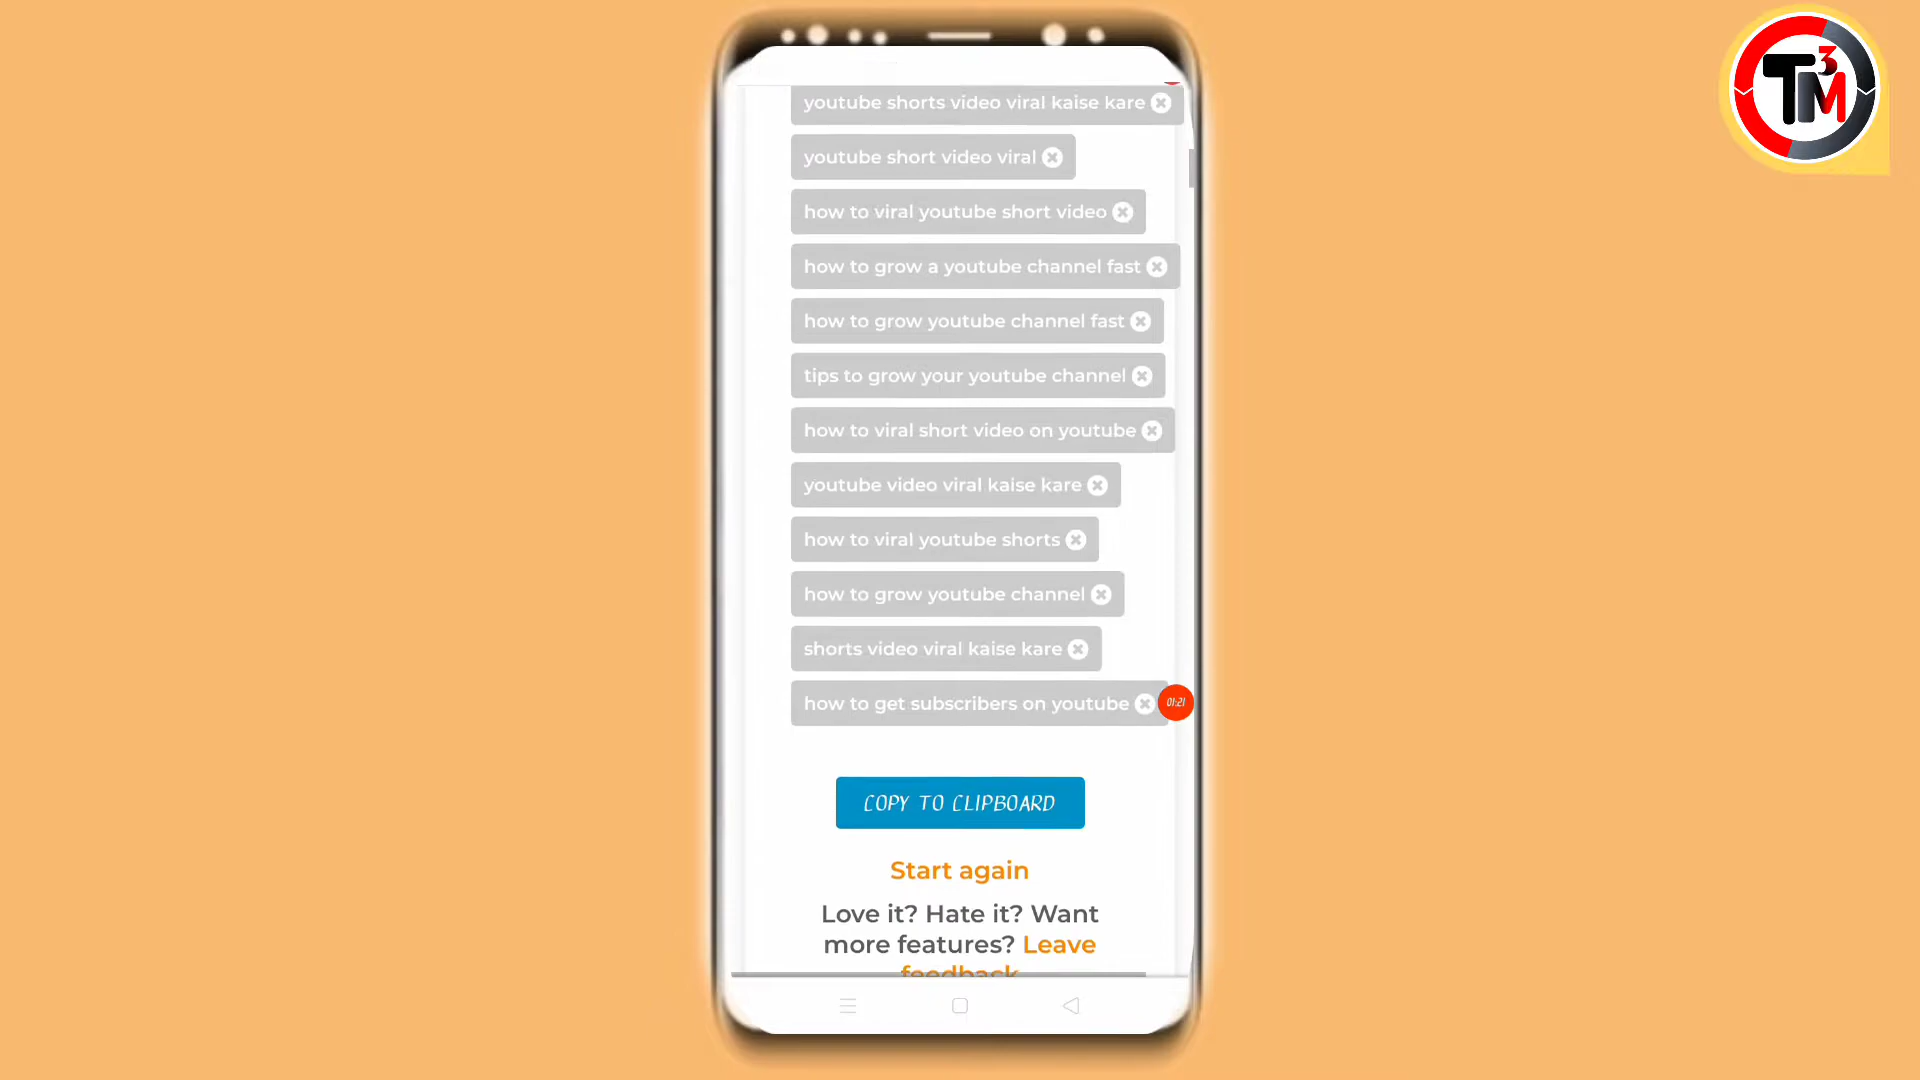 TM3
youtube shorts video viral kaise kare
youtube short video viral
how to viral youtube short video
how to grow a youtube channel fast
how to grow youtube channel fast
tips to grow your youtube channel
how to viral short video on youtube
youtube video viral kaise kare
how to viral youtube shorts
how to grow youtube channel
shorts video viral kaise kare
how to get subscribers on youtube
01:21
COPY TO CLIPBOARD
Start again
Love it? Hate it? Want
more features? Leave
feedback